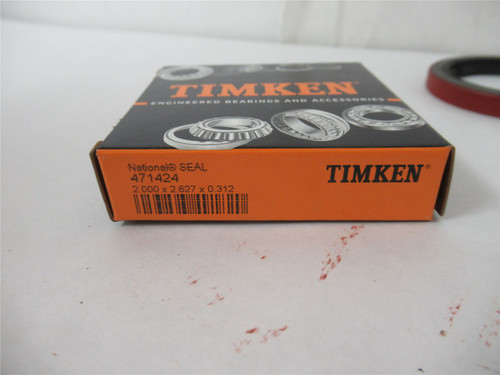 TIMKEN®
ENGINEERED BEARINGS AND ACCESSORIES
National® SEAL
471424
2.000 x 2.627 x 0.312
TIMKEN®